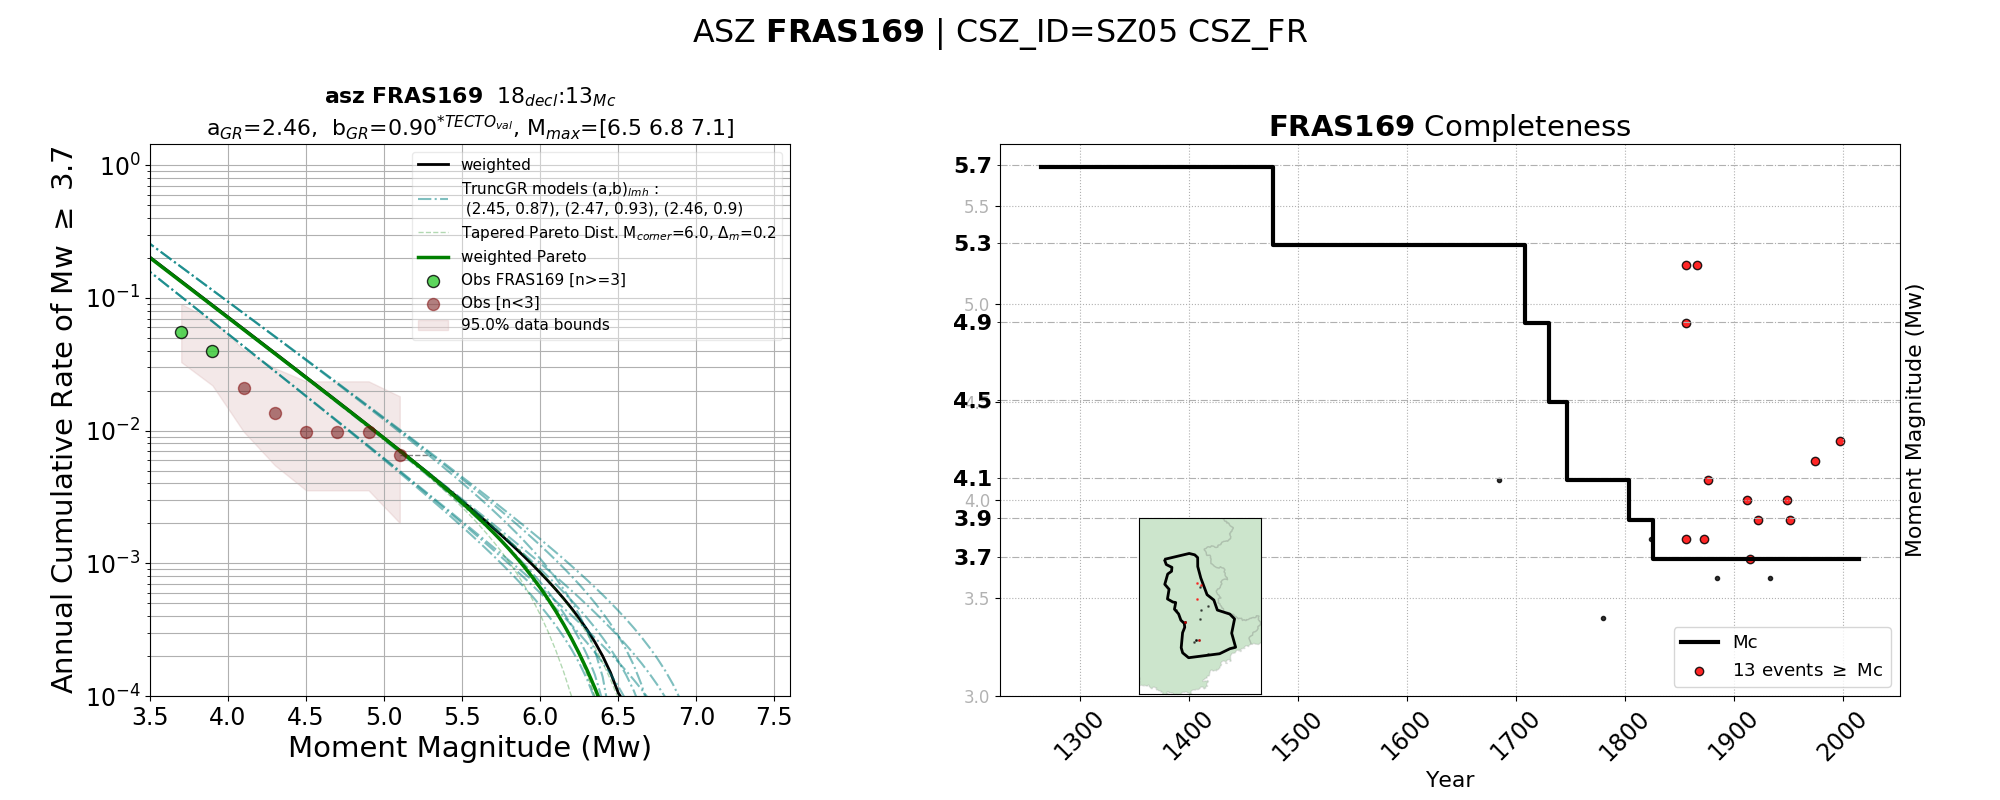 ASZ FRAS169 | CSZ_ID=SZ05 CSZ_FR
asz FRAS169 18decl:13Mc
aGR=2.46, bGR=0.90*TECTOval, Mmax=[6.5 6.8 7.1]
Annual Cumulative Rate of Mw ≥ 3.7
10⁰
10⁻¹
10⁻²
10⁻³
10⁻⁴
weighted
TruncGR models (a,b)lmh :
(2.45, 0.87), (2.47, 0.93), (2.46, 0.9)
Tapered Pareto Dist. Mcorner=6.0, Δm=0.2
weighted Pareto
Obs FRAS169 [n>=3]
Obs [n<3]
95.0% data bounds
3.5 4.0 4.5 5.0 5.5 6.0 6.5 7.0 7.5
Moment Magnitude (Mw)
FRAS169 Completeness
5.7
5.5
5.3
5.0
4.9
4.5
4.5
4.1
4.0
3.9
3.7
3.5
3.0
Moment Magnitude (Mw)
Mc
13 events ≥ Mc
1300 1400 1500 1600 1700 1800 1900 2000
Year